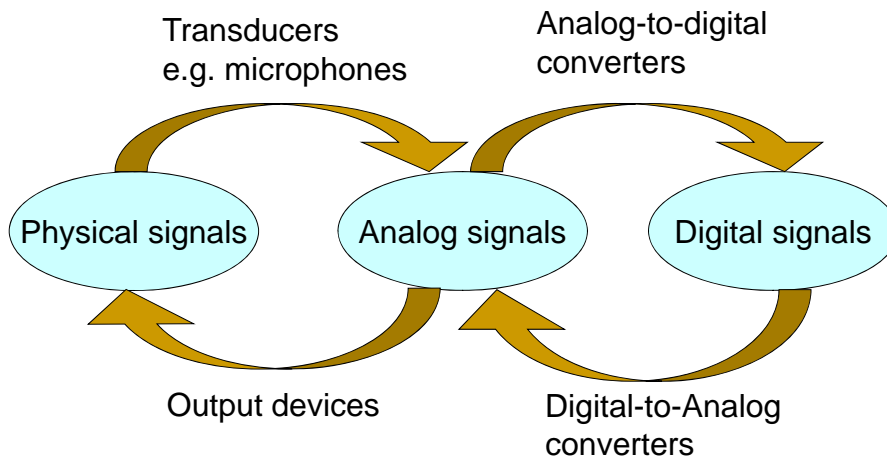 Transducers
e.g. microphones
Analog-to-digital
converters
Physical signals
Analog signals
Digital signals
Output devices
Digital-to-Analog
converters